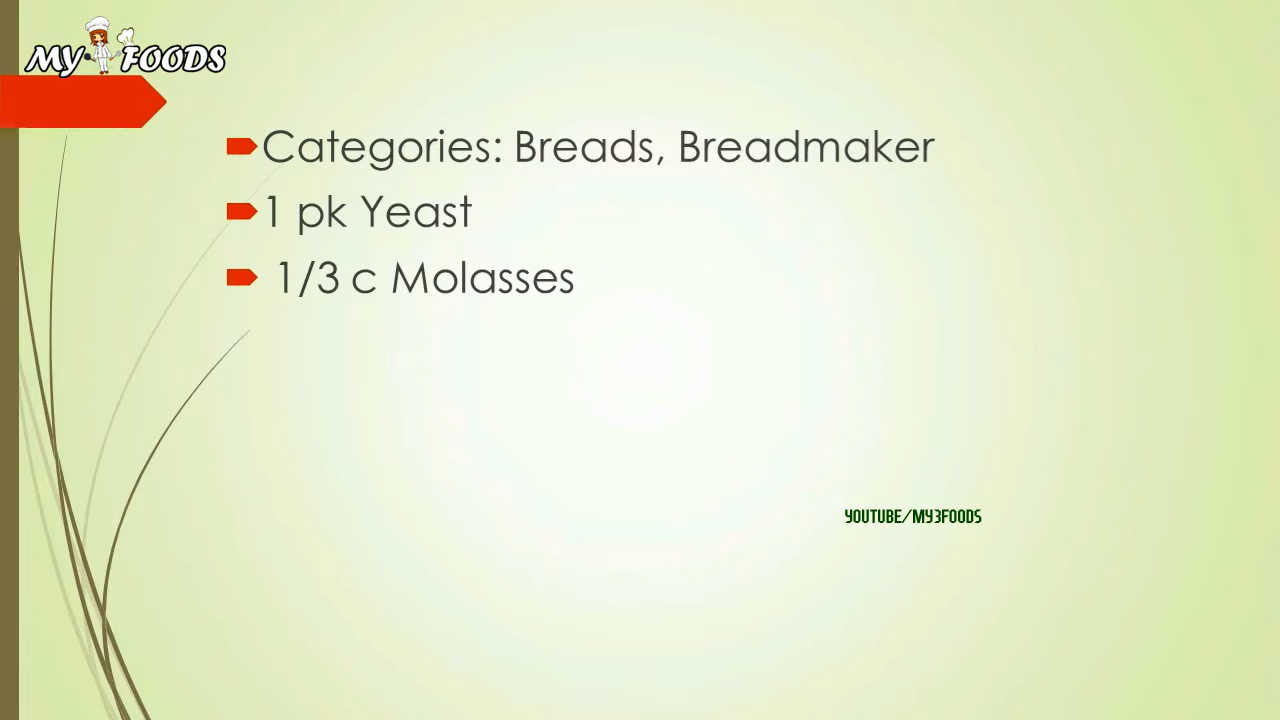 MY FOODS
Categories: Breads, Breadmaker
1 pk Yeast
1/3 c Molasses
YOUTUBE/MY3FOODS